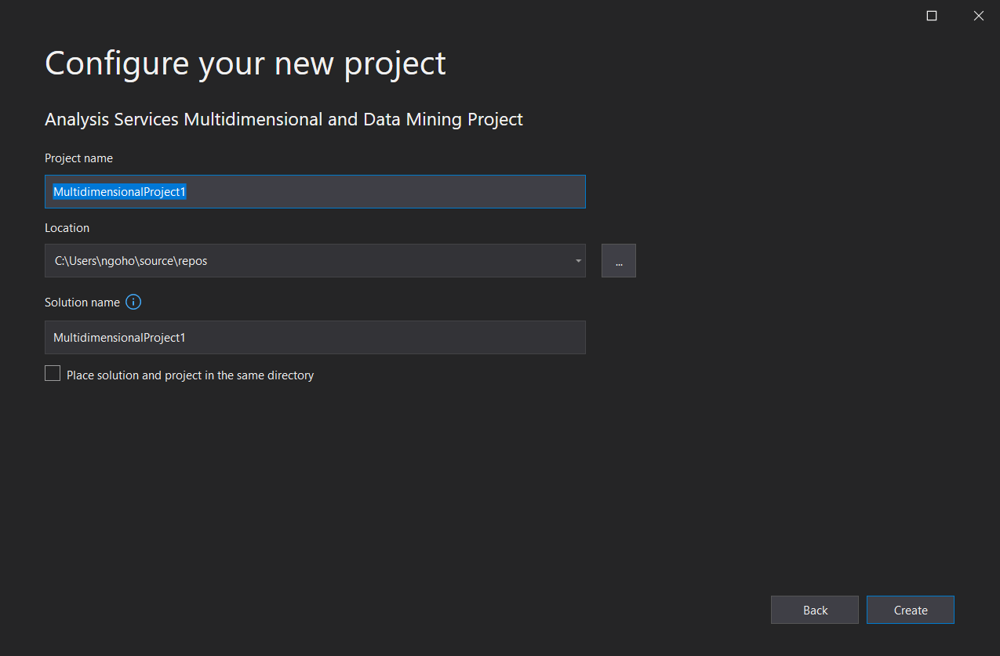 Configure your new project
Analysis Services Multidimensional and Data Mining Project
Project name
MultidimensionalProject1
Location
C:\Users\ngoho\source\repos
...
Solution name
MultidimensionalProject1
Place solution and project in the same directory
Back
Create